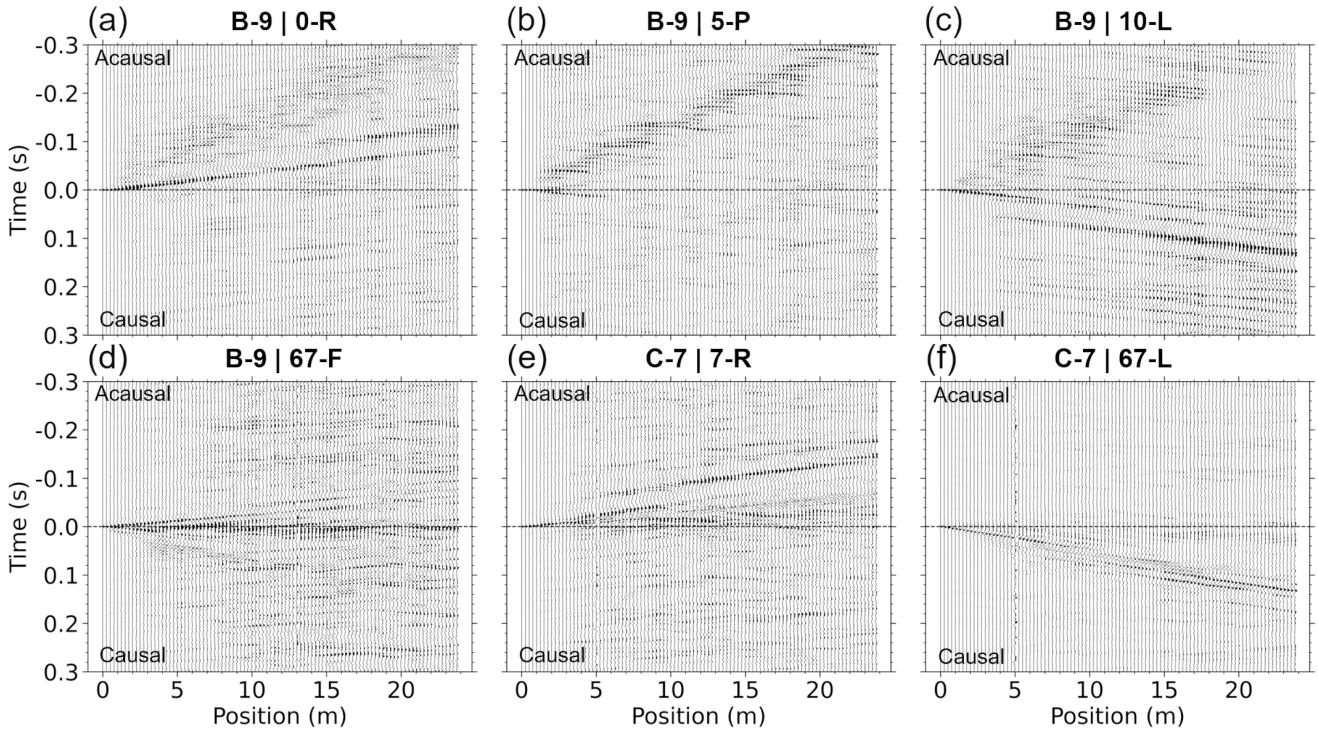 (a) B-9 | 0-R
(b) B-9 | 5-P
(c) B-9 | 10-L
-0.3
-0.2
-0.1
0.0
0.1
0.2
0.3
Time (s)
Acausal
Causal
Acausal
Causal
Acausal
Causal
(d) B-9 | 67-F
(e) C-7 | 7-R
(f) C-7 | 67-L
-0.3
-0.2
-0.1
0.0
0.1
0.2
0.3
Time (s)
Acausal
Causal
Acausal
Causal
Acausal
Causal
0 5 10 15 20
0 5 10 15 20
0 5 10 15 20
Position (m)
Position (m)
Position (m)